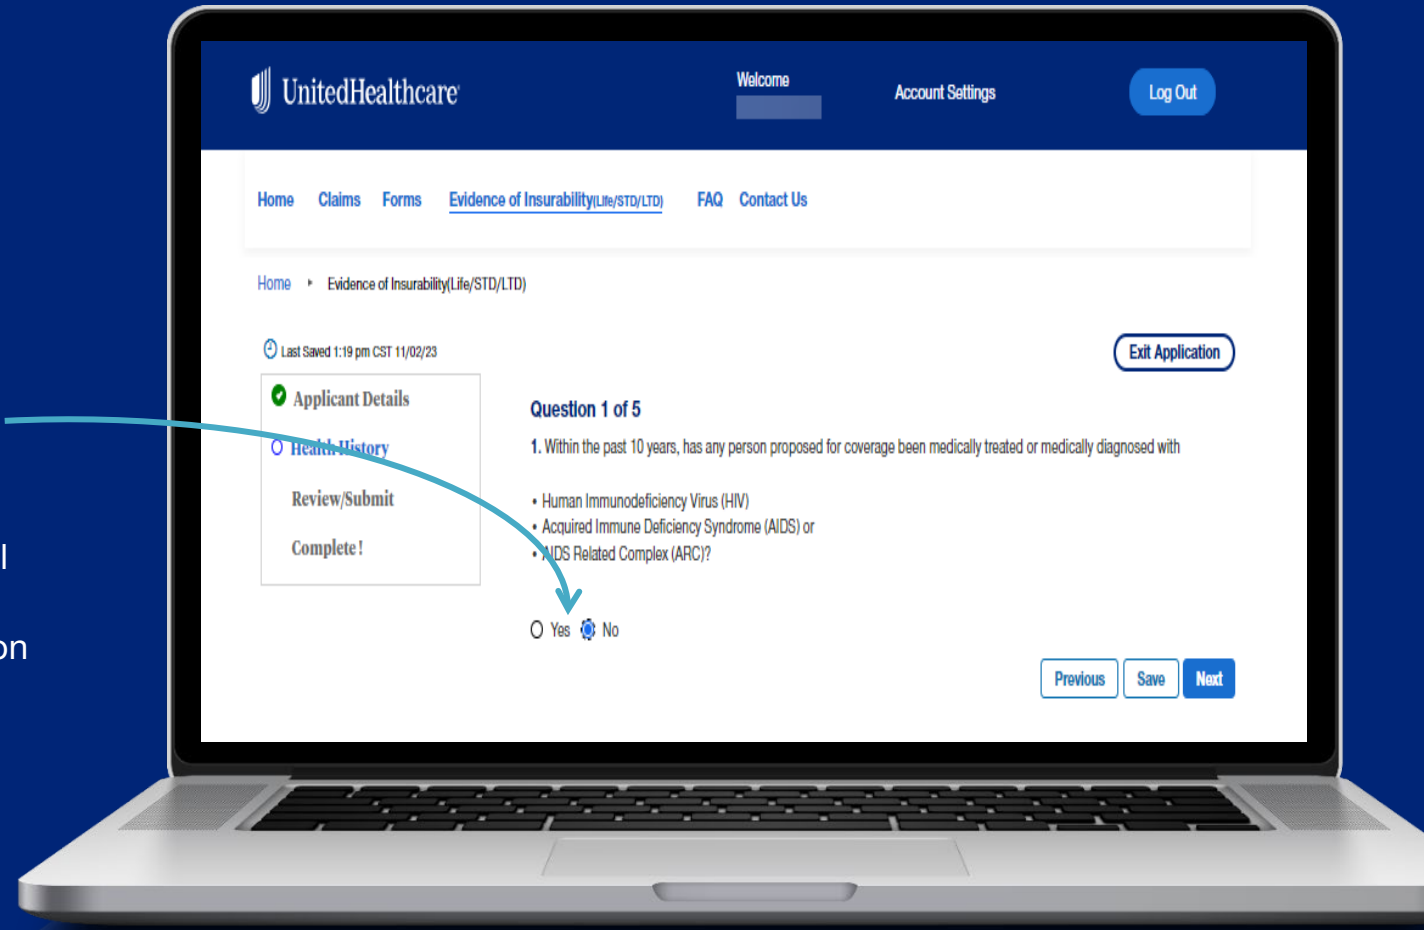 UnitedHealthcare
Welcome
Account Settings
Log Out
Home Claims Forms Evidence of Insurability(Life/STD/LTD) FAQ Contact Us
Home ▸ Evidence of Insurability(Life/STD/LTD)
Last Saved 1:19 pm CST 11/02/23
Exit Application
Applicant Details
Health History
Review/Submit
Complete !
Question 1 of 5
1. Within the past 10 years, has any person proposed for coverage been medically treated or medically diagnosed with
• Human Immunodeficiency Virus (HIV)
• Acquired Immune Deficiency Syndrome (AIDS) or
• AIDS Related Complex (ARC)?
Yes No
Previous Save Next